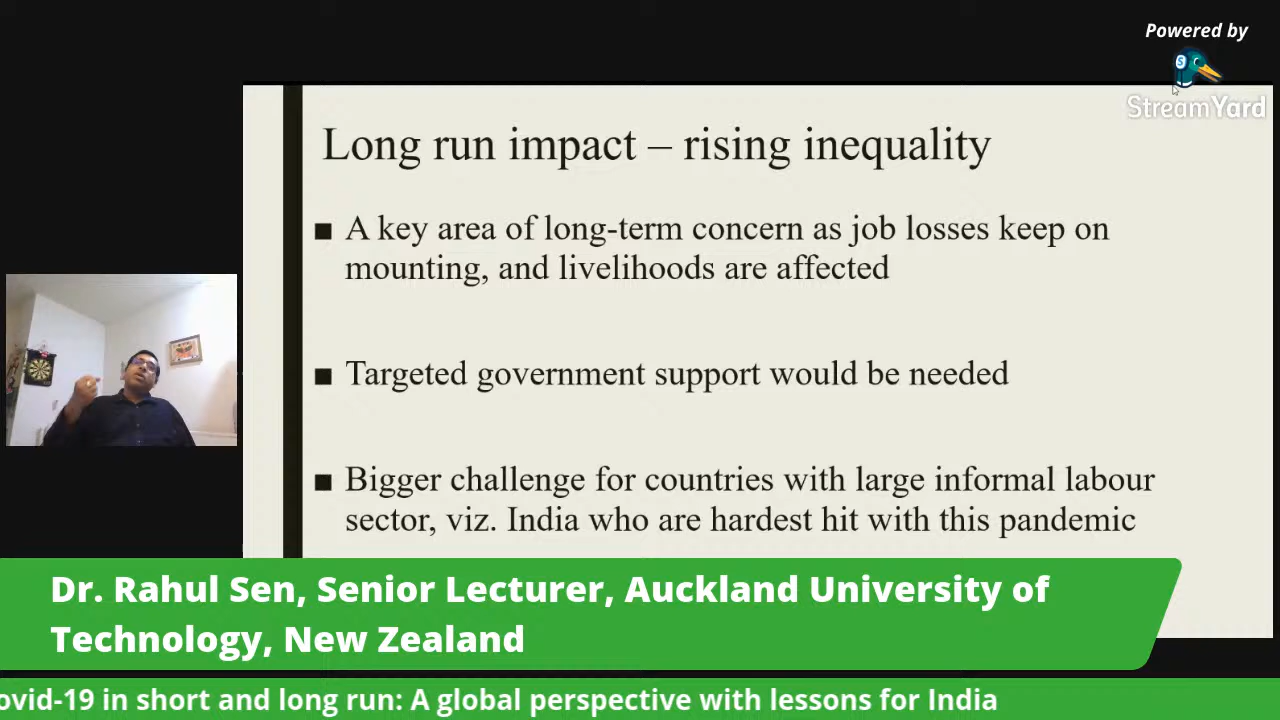 Powered by
StreamYard
Long run impact – rising inequality
■ A key area of long-term concern as job losses keep on
mounting, and livelihoods are affected
■ Targeted government support would be needed
■ Bigger challenge for countries with large informal labour
sector, viz. India who are hardest hit with this pandemic
Dr. Rahul Sen, Senior Lecturer, Auckland University of
Technology, New Zealand
ovid-19 in short and long run: A global perspective with lessons for India